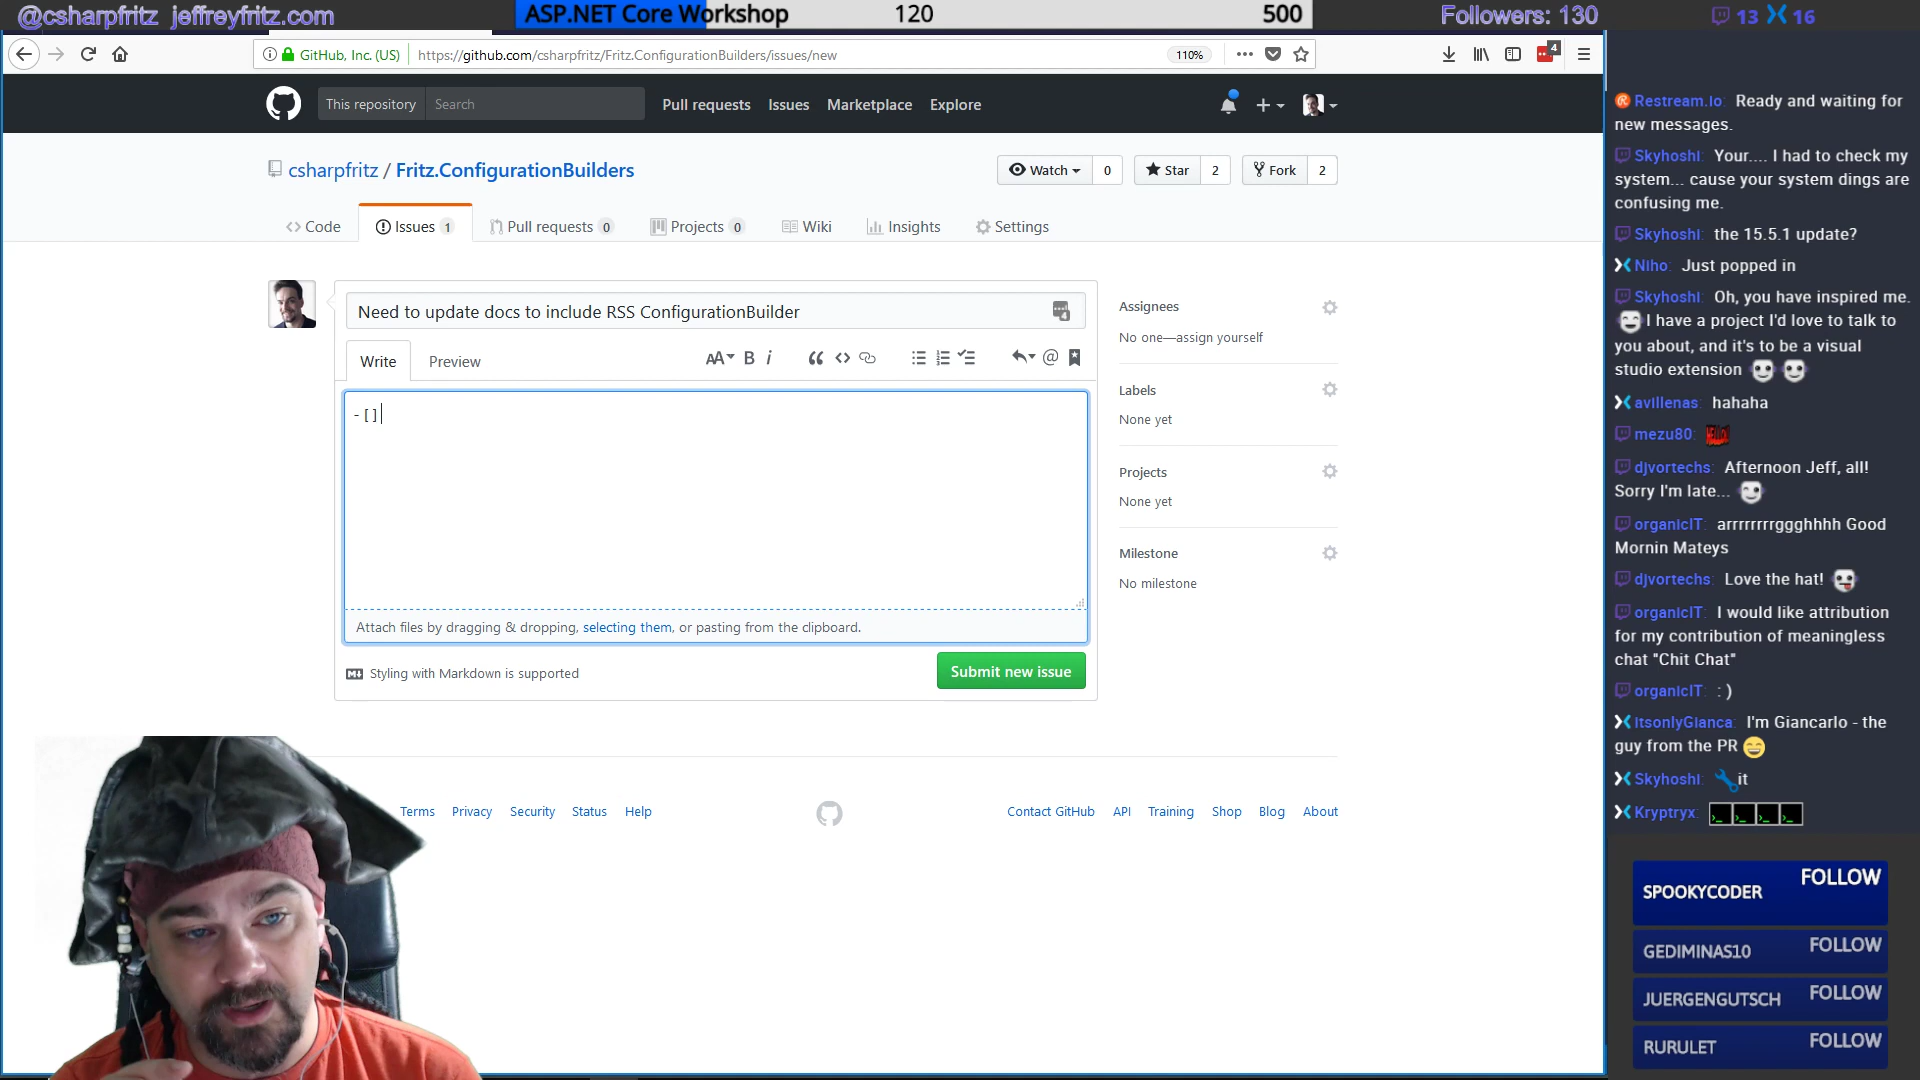 @csharpfritz jeffreyfritz.com
ASP.NET Core Workshop 120 500
Followers: 130
13 16
GitHub, Inc. (US) https://github.com/csharpfritz/Fritz.ConfigurationBuilders/issues/new
110%
4
This repository Search
Pull requests Issues Marketplace Explore
csharpfritz / Fritz.ConfigurationBuilders
Watch 0 Star 2 Fork 2
Code Issues 1 Pull requests 0 Projects 0 Wiki Insights Settings
Need to update docs to include RSS ConfigurationBuilder
4
Write Preview
AA B i
- [ ]
Attach files by dragging & dropping, selecting them, or pasting from the clipboard.
Styling with Markdown is supported
Submit new issue
Assignees
No one—assign yourself
Labels
None yet
Projects
None yet
Milestone
No milestone
Terms Privacy Security Status Help
Contact GitHub API Training Shop Blog About
Restream.io: Ready and waiting for
new messages.
Skyhoshi: Your.... I had to check my
system... cause your system dings are
confusing me.
Skyhoshi: the 15.5.1 update?
Niho: Just popped in
Skyhoshi: Oh, you have inspired me.
I have a project I'd love to talk to
you about, and it's to be a visual
studio extension
avillenas: hahaha
mezu80:
djvortechs: Afternoon Jeff, all!
Sorry I'm late...
organicIT: arrrrrrrggghhhh Good
Mornin Mateys
djvortechs: Love the hat!
organicIT: I would like attribution
for my contribution of meaningless
chat "Chit Chat"
organicIT: : )
ItsonlyGianca: I'm Giancarlo - the
guy from the PR
Skyhoshi: it
Kryptryx:
SPOOKYCODER FOLLOW
GEDIMINAS10 FOLLOW
JUERGENGUTSCH FOLLOW
RURULET FOLLOW